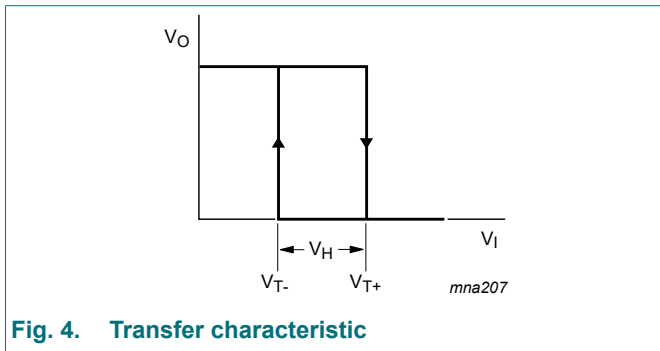 VO
VI
VH
VT-
VT+
mna207
Fig. 4. Transfer characteristic